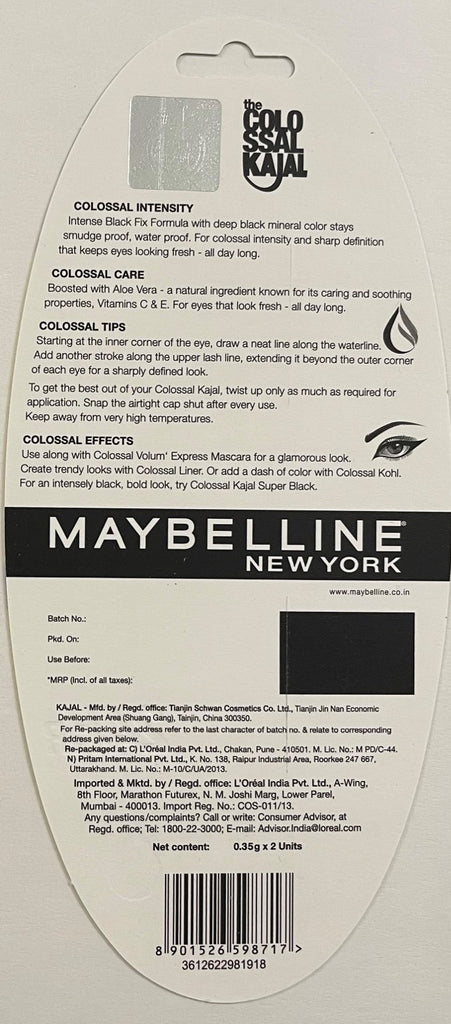 the
COLO
SSAL
KAJAL
COLOSSAL INTENSITY
Intense Black Fix Formula with deep black mineral color stays
smudge proof, water proof. For colossal intensity and sharp definition
that keeps eyes looking fresh - all day long.
COLOSSAL CARE
Boosted with Aloe Vera - a natural ingredient known for its caring and soothing
properties, Vitamins C & E. For eyes that look fresh - all day long.
COLOSSAL TIPS
Starting at the inner corner of the eye, draw a neat line along the waterline.
Add another stroke along the upper lash line, extending it beyond the outer corner
of each eye for a sharply defined look.
To get the best out of your Colossal Kajal, twist up only as much as required for
application. Snap the airtight cap shut after every use.
Keep away from very high temperatures.
COLOSSAL EFFECTS
Use along with Colossal Volum' Express Mascara for a glamorous look.
Create trendy looks with Colossal Liner. Or add a dash of color with Colossal Kohl.
For an intensely black, bold look, try Colossal Kajal Super Black.
MAYBELLINE®
NEW YORK
www.maybelline.co.in
Batch No.:
Pkd. On:
Use Before:
*MRP (Incl. of all taxes):
KAJAL - Mfd. by / Regd. office: Tianjin Schwan Cosmetics Co. Ltd., Tianjin Jin Nan Economic
Development Area (Shuang Gang), Tainjin, China 300350.
For Re-packing site address refer to the last character of batch no. & relate to corresponding
address given below.
Re-packaged at: C) L'Oréal India Pvt. Ltd., Chakan, Pune - 410501. M. Lic. No.: M PD/C-44.
N) Pritam International Pvt. Ltd., K. No. 138, Raipur Industrial Area, Roorkee 247 667,
Uttarakhand. M. Lic. No.: M-10/C/UA/2013.
Imported & Mktd. by / Regd. office: L'Oréal India Pvt. Ltd., A-Wing,
8th Floor, Marathon Futurex, N. M. Joshi Marg, Lower Parel,
Mumbai - 400013. Import Reg. No.: COS-011/13.
Any questions/complaints? Call or write: Consumer Advisor, at
Regd. office; Tel: 1800-22-3000; E-mail: Advisor.India@loreal.com
Net content: 0.35g x 2 Units
8 901526 598717 >
3612622981918